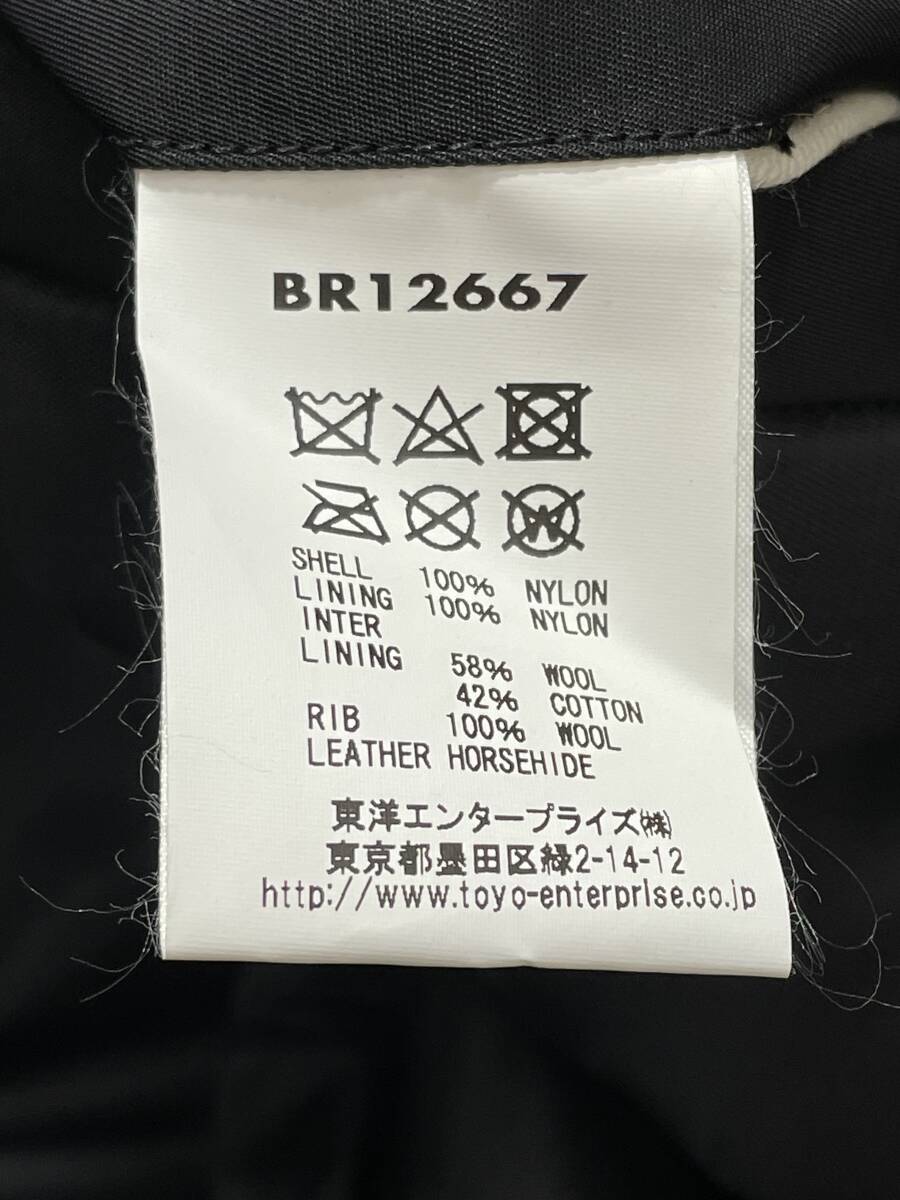 BR12667
W
SHELL 100% NYLON
LINING 100% NYLON
INTER
LINING 58% WOOL
42% COTTON
RIB 100% WOOL
LEATHER HORSEHIDE
東洋エンタープライズ㈱
東京都墨田区緑2-14-12
http://www.toyo-enterprise.co.jp